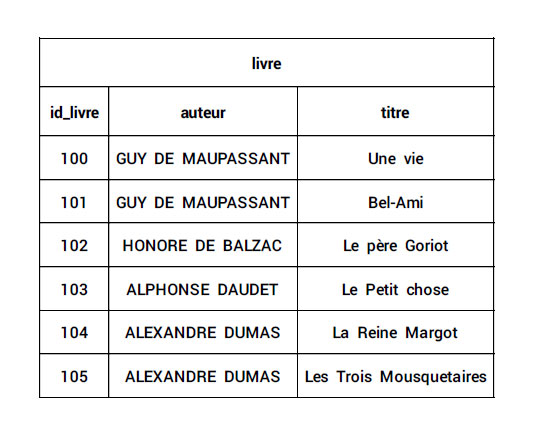 livre
id_livre auteur titre
100 GUY DE MAUPASSANT Une vie
101 GUY DE MAUPASSANT Bel-Ami
102 HONORE DE BALZAC Le père Goriot
103 ALPHONSE DAUDET Le Petit chose
104 ALEXANDRE DUMAS La Reine Margot
105 ALEXANDRE DUMAS Les Trois Mousquetaires